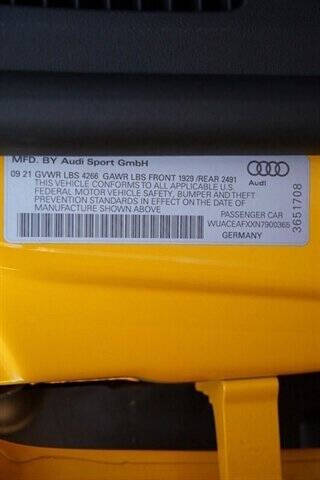 MFD. BY Audi Sport GmbH
09 21 GVWR LBS 4266 GAWR LBS FRONT 1929 /REAR 2491
THIS VEHICLE CONFORMS TO ALL APPLICABLE U.S.
FEDERAL MOTOR VEHICLE SAFETY, BUMPER AND THEFT
PREVENTION STANDARDS IN EFFECT ON THE DATE OF
MANUFACTURE SHOWN ABOVE
Audi
PASSENGER CAR
WUACEAFXXN7900365
GERMANY
3651708